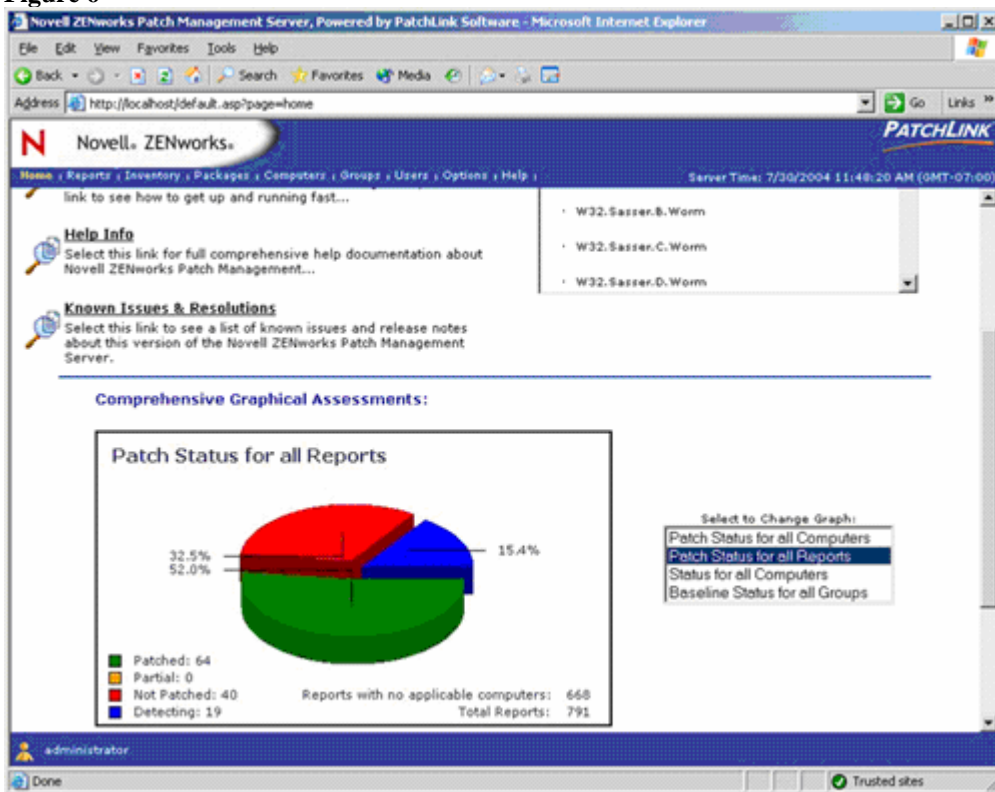 Novell ZENworks Patch Management Server, Powered by PatchLink Software - Microsoft Internet Explorer
File Edit View Favorites Tools Help
Back Search Favorites Media
Address http://localhost/default.asp?page=home Go Links »
N Novell. ZENworks. PATCHLINK
Home Reports Inventory Packages Computers Groups Users Options Help Server Time: 7/30/2004 11:48:20 AM (GMT-07:00)
link to see how to get up and running fast...
Help Info
Select this link for full comprehensive help documentation about
Novell ZENworks Patch Management...
Known Issues & Resolutions
Select this link to see a list of known issues and release notes
about this version of the Novell ZENworks Patch Management
Server.
· W32.Sasser.B.Worm
· W32.Sasser.C.Worm
· W32.Sasser.D.Worm
Comprehensive Graphical Assessments:
Patch Status for all Reports
32.5%
52.0%
15.4%
Patched: 64
Partial: 0
Not Patched: 40
Detecting: 19
Reports with no applicable computers: 668
Total Reports: 791
Select to Change Graph:
Patch Status for all Computers
Patch Status for all Reports
Status for all Computers
Baseline Status for all Groups
administrator
Done Trusted sites